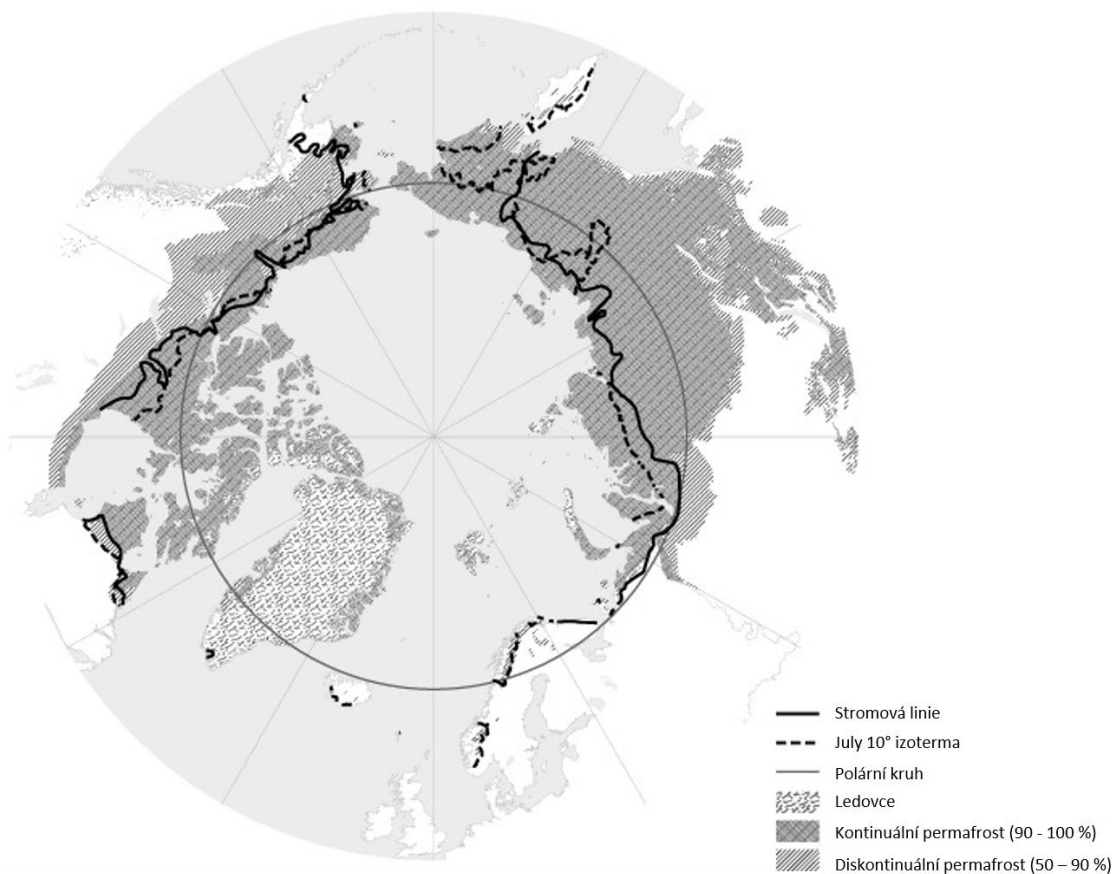 Stromová linie
July 10° izoterma
Polární kruh
Ledovce
Kontinuální permafrost (90 - 100 %)
Diskontinuální permafrost (50 – 90 %)